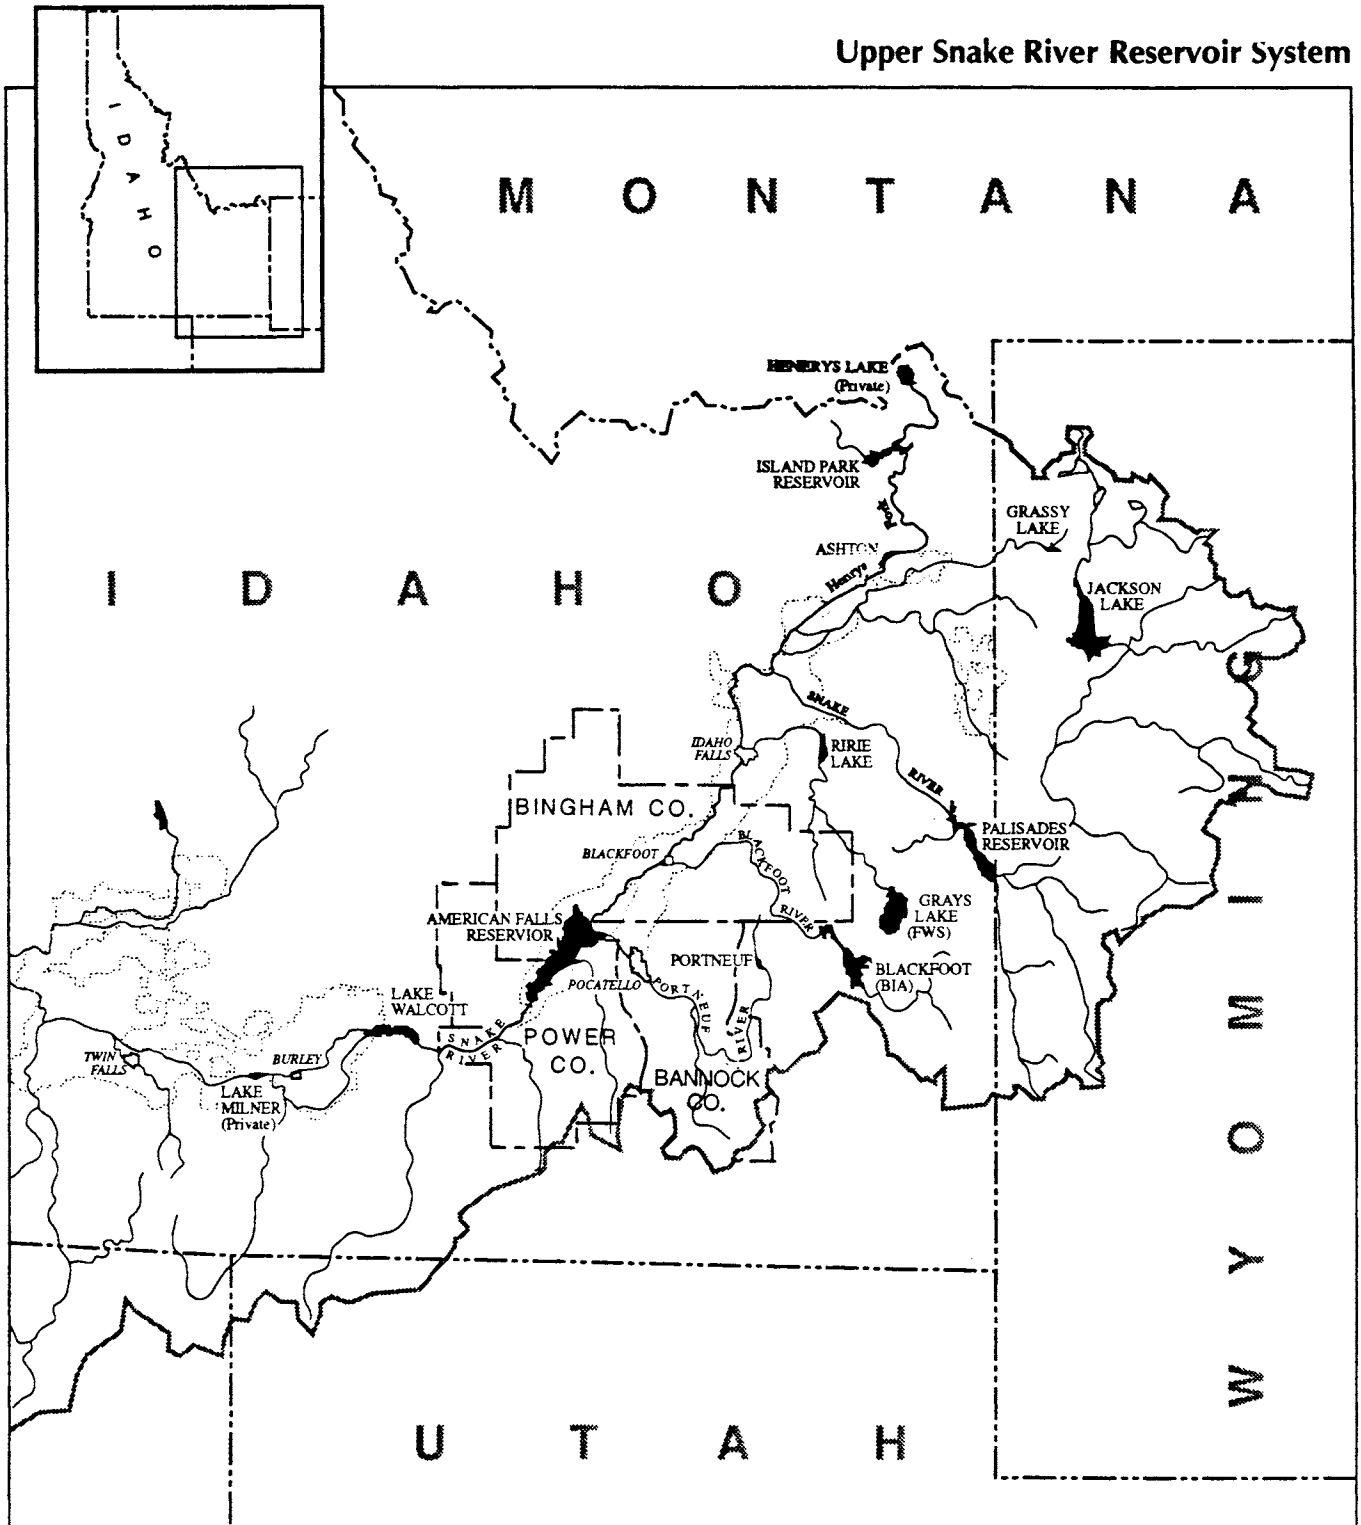 Upper Snake River Reservoir System
IDAHO
MONTANA
HENRYS LAKE
(Private)
ISLAND PARK
RESERVOIR
GRASSY
LAKE
Fork
ASHTON
Henrys
IDAHO
JACKSON
LAKE
SNAKE
RIVER
IDAHO
FALLS
RIRIE
LAKE
BINGHAM CO.
PALISADES
RESERVOIR
BLACKFOOT
BLACKFOOT
RIVER
GRAYS
LAKE
(FWS)
AMERICAN FALLS
RESERVIOR
PORTNEUF
BLACKFOOT
(BIA)
POCATELLO
PORTNEUF
RIVER
LAKE
WALCOTT
SNAKE
RIVER
POWER
CO.
TWIN
FALLS
BURLEY
BANNOCK
CO.
LAKE
MILNER
(Private)
WYOMING
UTAH